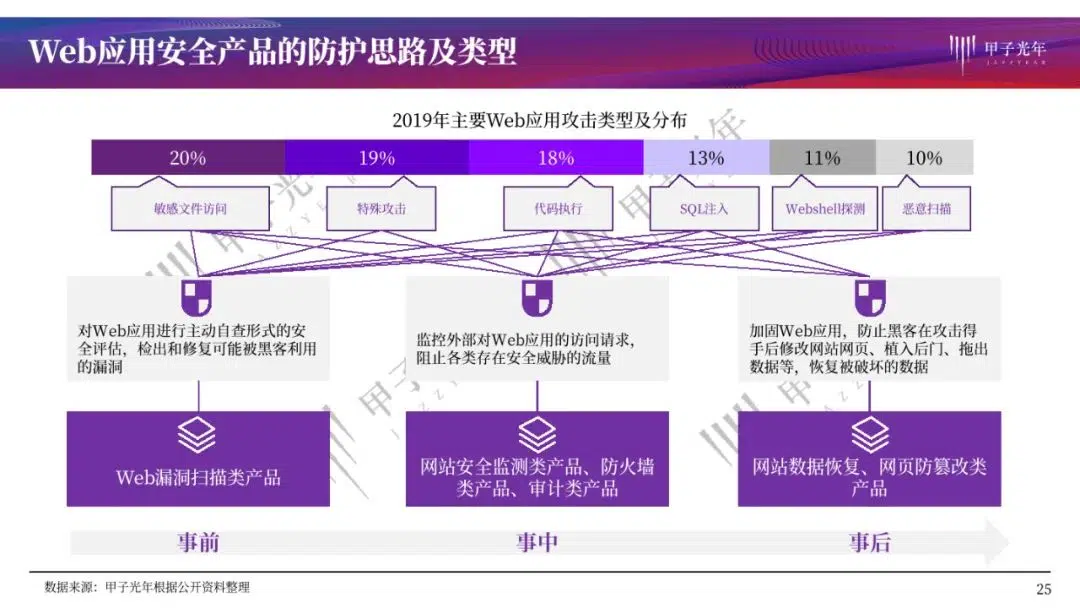 Web应用安全产品的防护思路及类型
甲子光年
JAZZYEAR
2019年主要Web应用攻击类型及分布
20%
19%
18%
13%
11%
10%
敏感文件访问
特殊攻击
代码执行
SQL注入
Webshell探测
恶意扫描
对Web应用进行主动自查形式的安
全评估，检出和修复可能被黑客利用
的漏洞
监控外部对Web应用的访问请求，
阻止各类存在安全威胁的流量
加固Web应用，防止黑客在攻击得
手后修改网站网页、植入后门、拖出
数据等，恢复被破坏的数据
Web漏洞扫描类产品
网站安全监测类产品、防火墙
类产品、审计类产品
网站数据恢复、网页防篡改类
产品
事前
事中
事后
数据来源：甲子光年根据公开资料整理
25